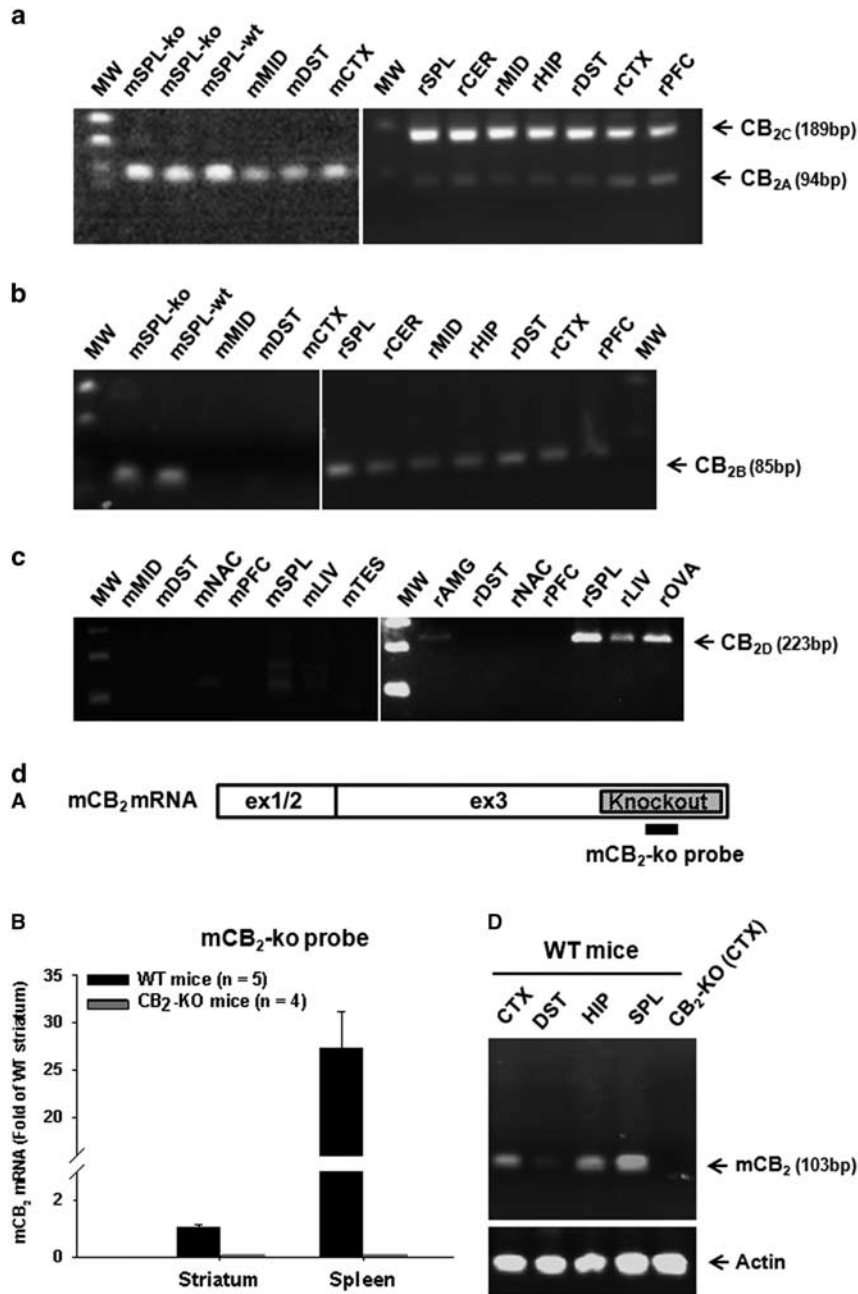 a
MW mSPL-ko mSPL-ko mSPL-wt mMID mDST mCTX MW rSPL rCER rMID rHIP rDST rCTX rPFC
CB2C (189bp)
CB2A (94bp)
b
MW mSPL-ko mSPL-wt mMID mDST mCTX rSPL rCER rMID rHIP rDST rCTX rPFC MW
CB2B (85bp)
c
MW mMID mDST mNAC mPFC mSPL mLIV mTES MW rAMG rDST rNAC rPFC rSPL rLIV rOVA
CB2D (223bp)
d
A
mCB2 mRNA ex1/2 ex3 Knockout
mCB2-ko probe
B
mCB2-ko probe
WT mice (n = 5)
CB2-KO mice (n = 4)
mCB2 mRNA (Fold of WT striatum)
35
30
25
20
2
0
Striatum Spleen
D
WT mice
CTX DST HIP SPL CB2-KO (CTX)
mCB2 (103bp)
Actin